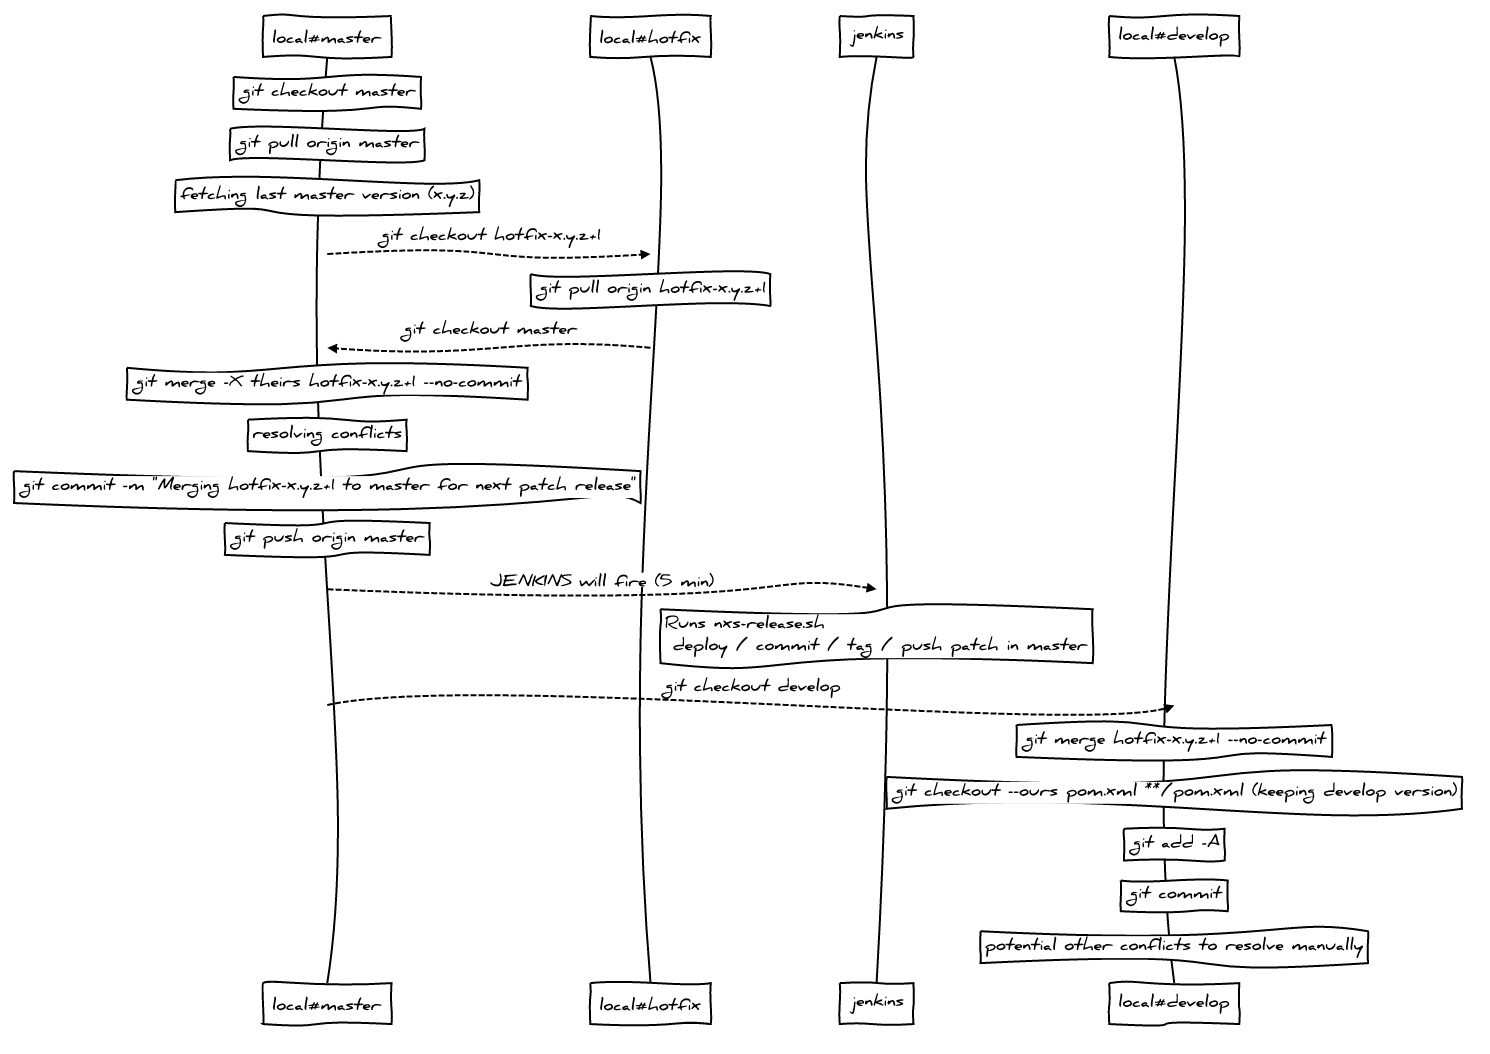 local#master
local#hotfix
jenkins
local#develop
git checkout master
git pull origin master
fetching last master version (x.y.z)
git checkout hotfix-x.y.z+1
git pull origin hotfix-x.y.z+1
git checkout master
git merge -X theirs hotfix-x.y.z+1 --no-commit
resolving conflicts
git commit -m "Merging hotfix-x.y.z+1 to master for next patch release"
git push origin master
JENKINS will fire (5 min)
Runs nxs-release.sh
deploy / commit / tag / push patch in master
git checkout develop
git merge hotfix-x.y.z+1 --no-commit
git checkout --ours pom.xml **/pom.xml (keeping develop version)
git add -A
git commit
potential other conflicts to resolve manually
local#master
local#hotfix
jenkins
local#develop